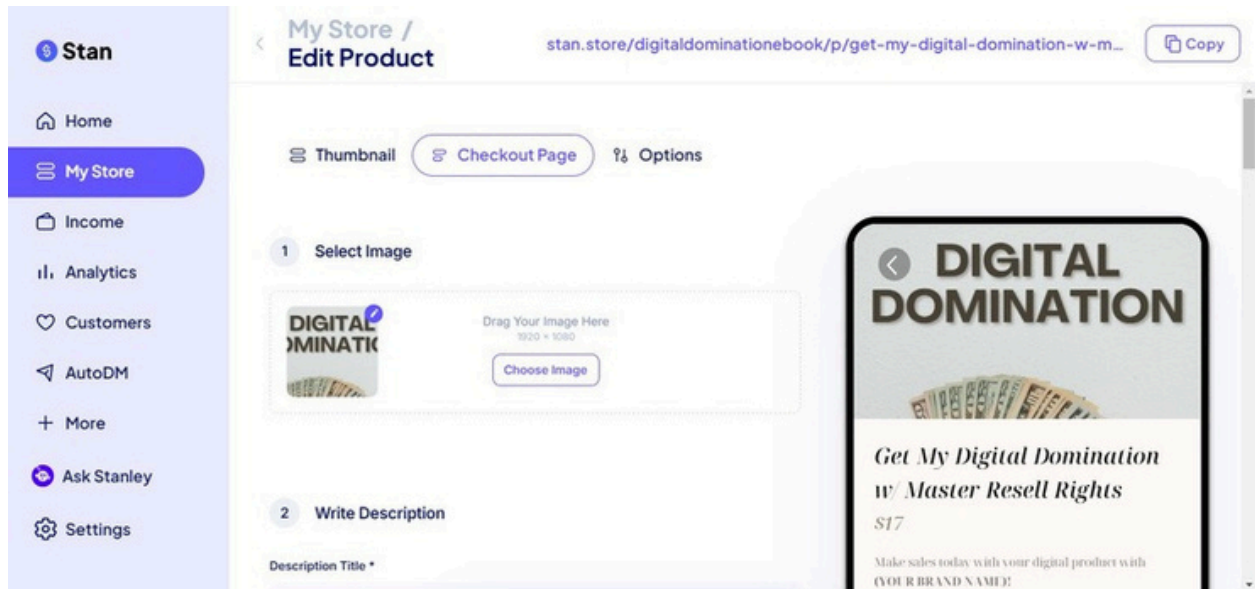 Stan
Home
My Store
Income
Analytics
Customers
AutoDM
More
Ask Stanley
Settings
My Store /
Edit Product
stan.store/digitaldominationebook/p/get-my-digital-domination-w-m...
Copy
Thumbnail
Checkout Page
Options
1 Select Image
DIGITAL
OMINATIO
Drag Your Image Here
1920 × 1080
Choose Image
2 Write Description
Description Title *
DIGITAL
DOMINATION
Get My Digital Domination
w/ Master Resell Rights
$17
Make sales today with your digital product with
(YOUR BRAND NAME)!